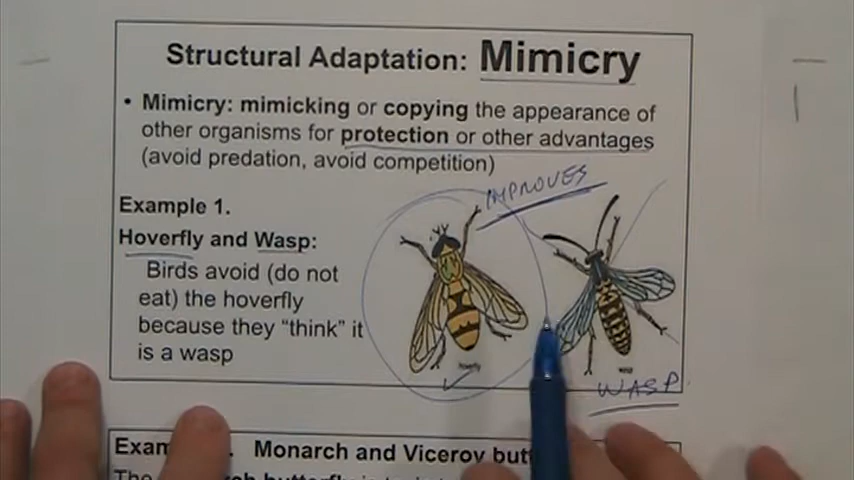 Structural Adaptation: Mimicry
• Mimicry: mimicking or copying the appearance of
other organisms for protection or other advantages
(avoid predation, avoid competition)
IMPROVES
Example 1.
Hoverfly and Wasp:
Birds avoid (do not
eat) the hoverfly
because they “think” it
is a wasp
hoverfly
WASP
Monarch and Viceroy